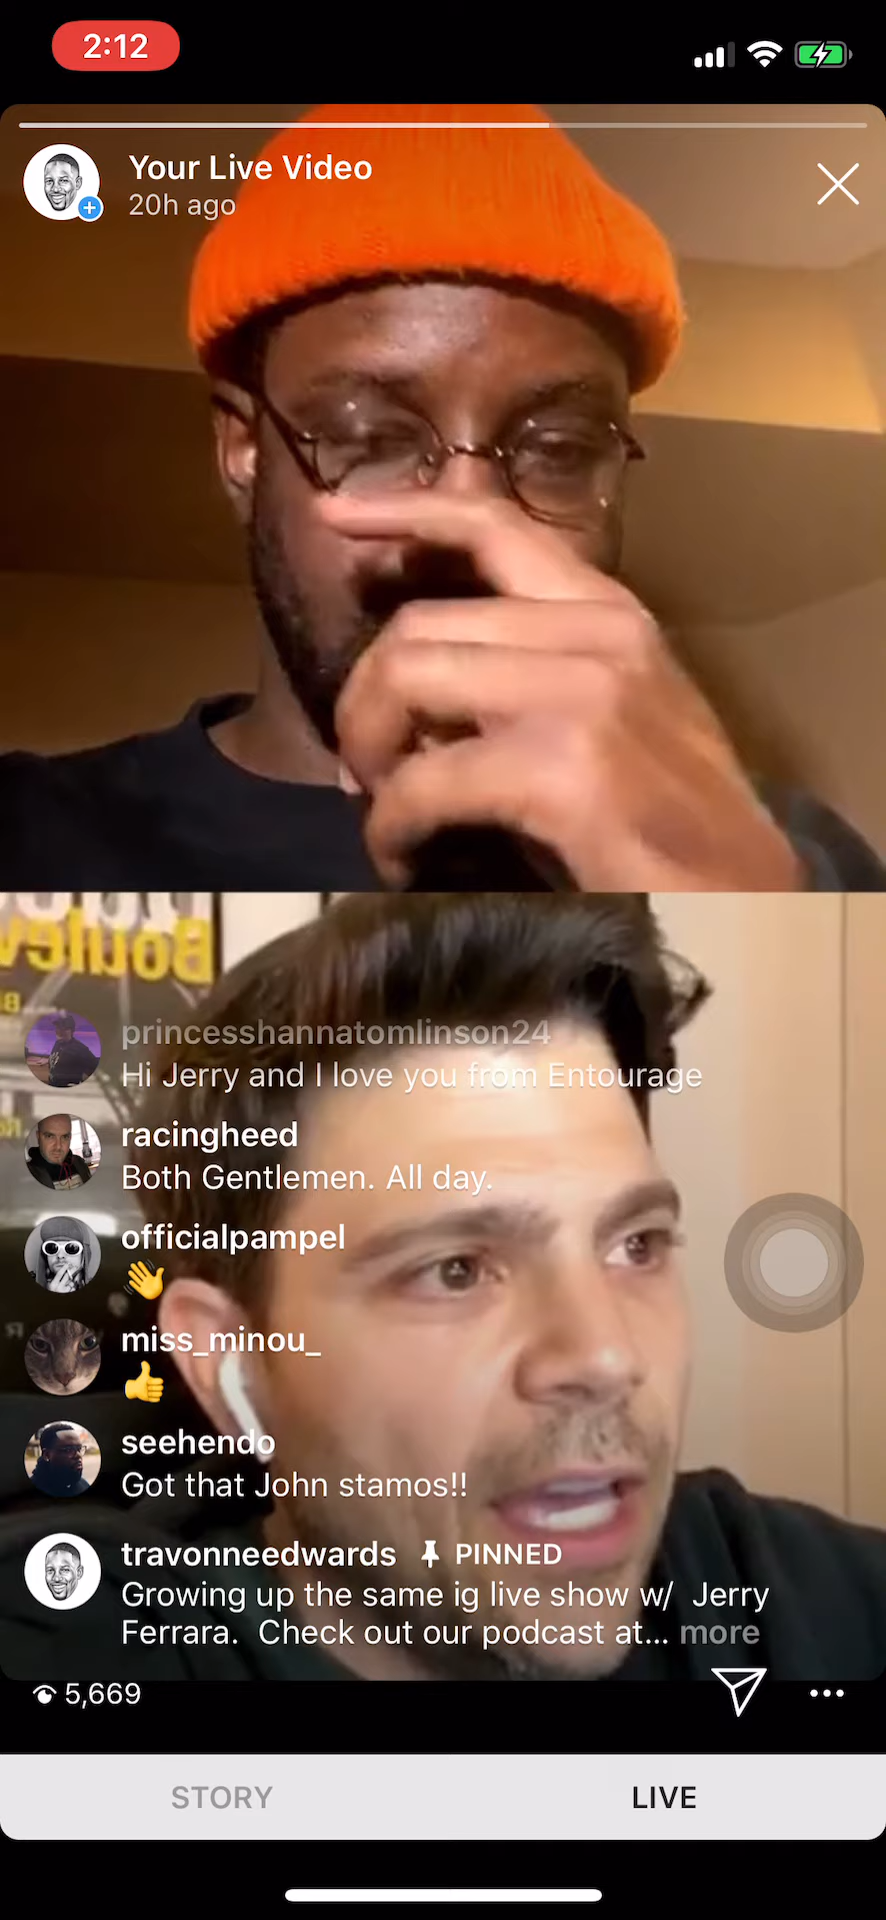 2:12
Your Live Video
20h ago
Boulev
princesshannatomlinson24
Hi Jerry and I love you from Entourage
racingheed
Both Gentlemen. All day.
officialpampel
👋
miss_minou_
👍
seehendo
Got that John stamos!!
travonneedwards PINNED
Growing up the same ig live show w/ Jerry
Ferrara. Check out our podcast at... more
5,669
STORY
LIVE